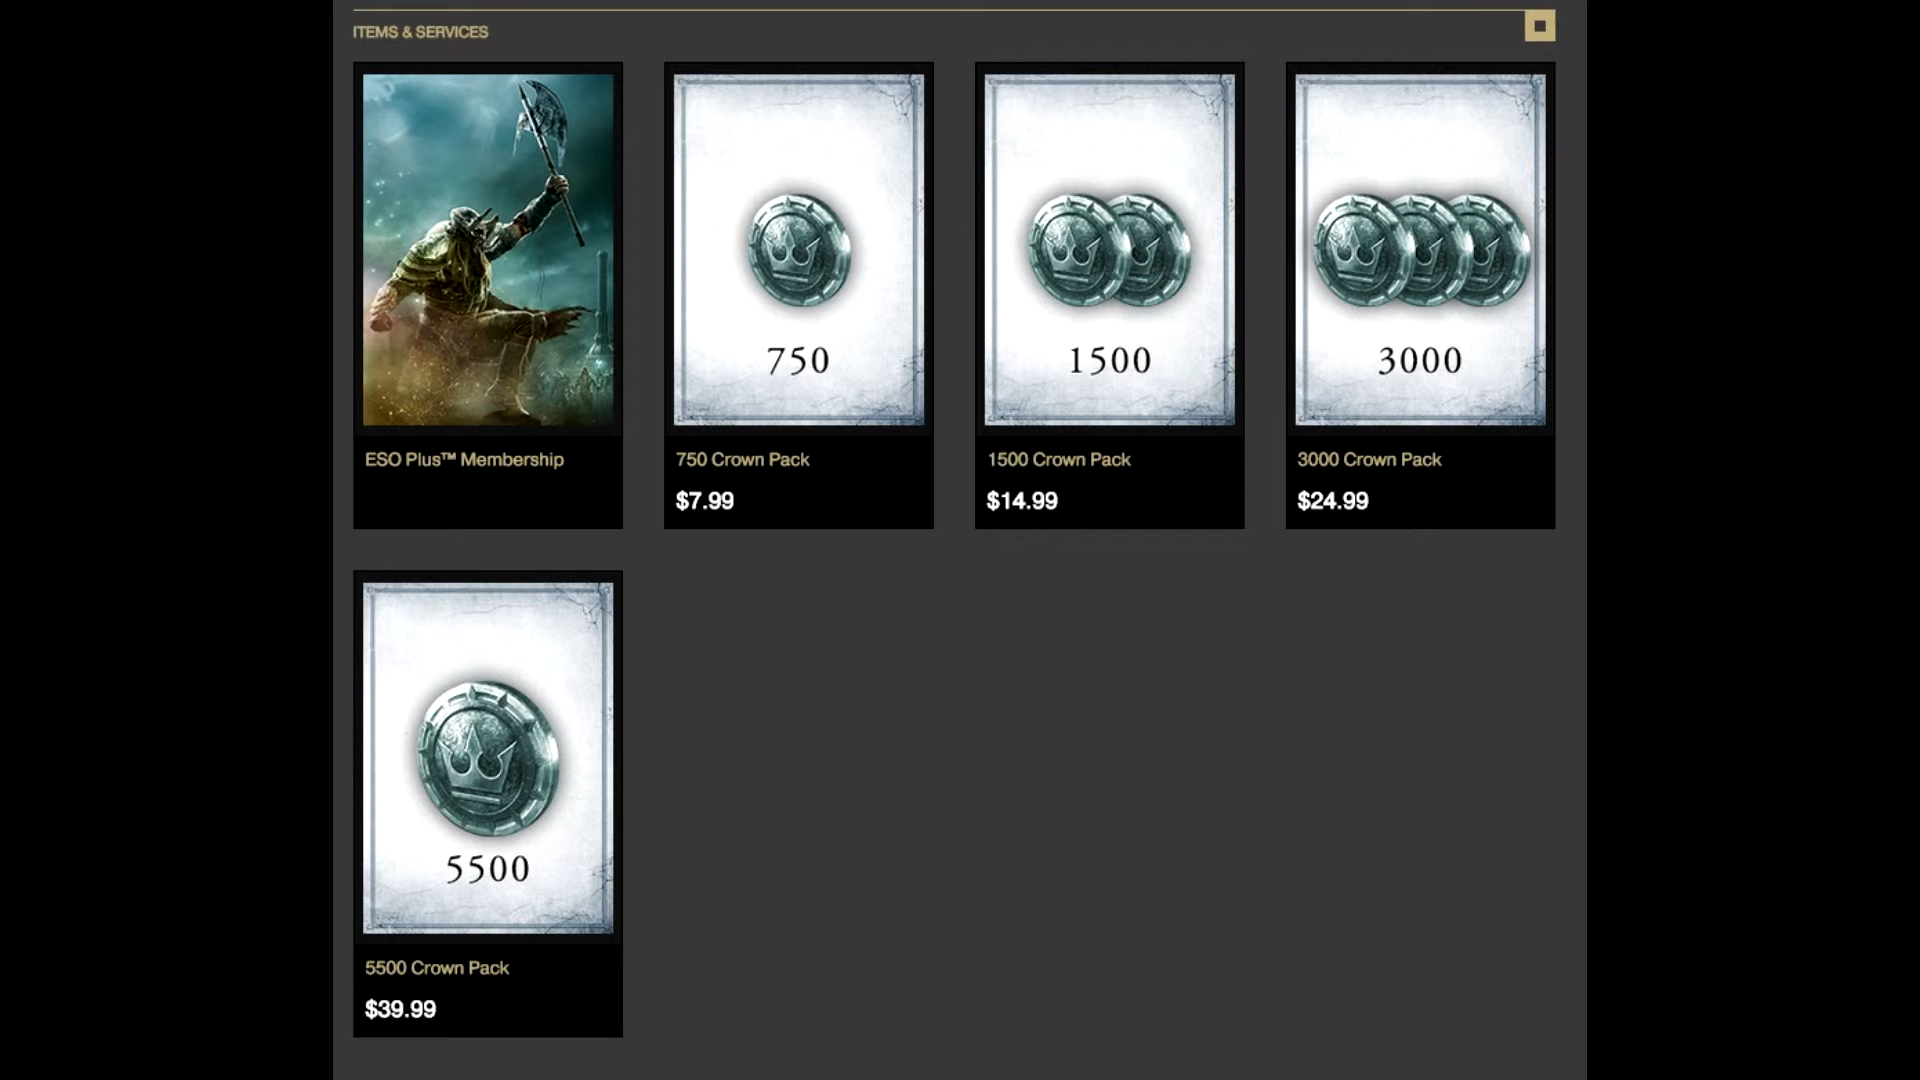 ITEMS & SERVICES
750
1500
3000
ESO Plus™ Membership
750 Crown Pack
$7.99
1500 Crown Pack
$14.99
3000 Crown Pack
$24.99
5500
5500 Crown Pack
$39.99